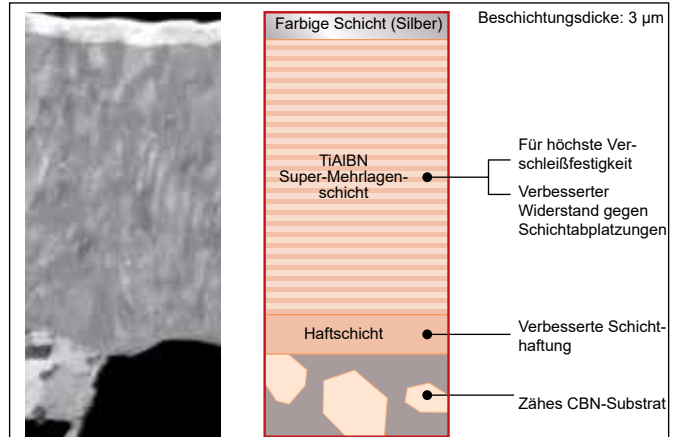 Farbige Schicht (Silber)
Beschichtungsdicke: 3 µm
TiAlBN
Super-Mehrlagen-
schicht
Für höchste Ver-
schleißfestigkeit
Verbesserter
Widerstand gegen
Schichtabplatzungen
Haftschicht
Verbesserte Schicht-
haftung
Zähes CBN-Substrat